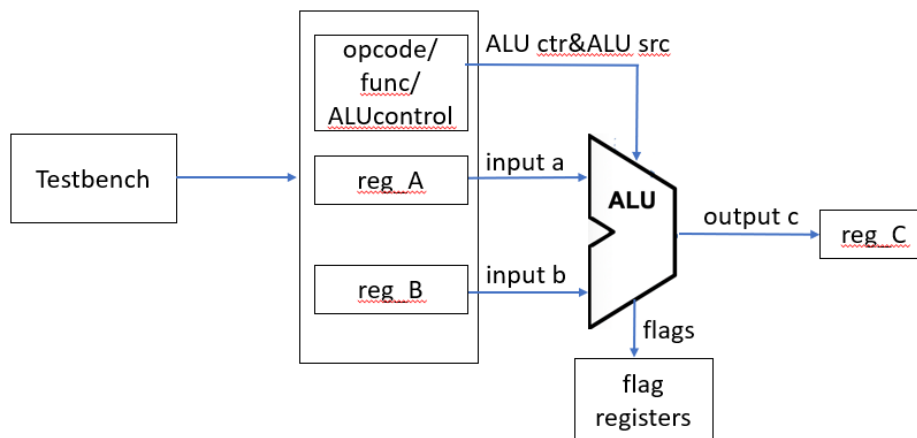 opcode/
func/
ALUcontrol
ALU ctr&ALU src
Testbench
reg_A
input a
ALU
output c
reg_C
reg_B
input b
flags
flag
registers